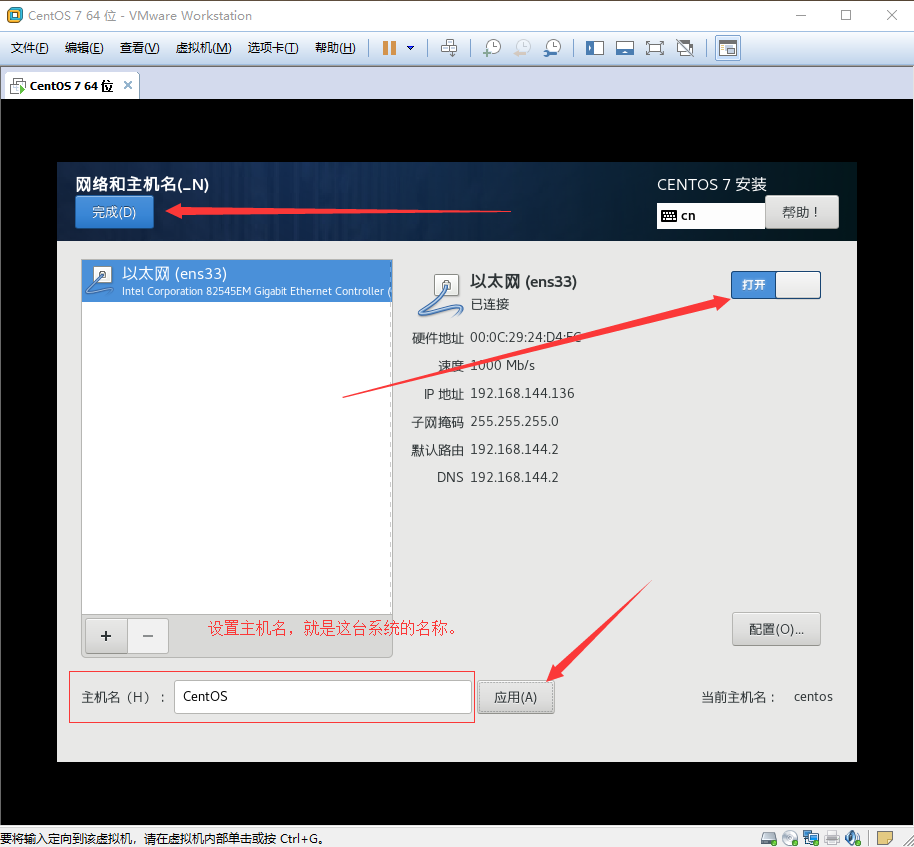 CentOS 7 64 位 - VMware Workstation
文件(F) 编辑(E) 查看(V) 虚拟机(M) 选项卡(T) 帮助(H)
CentOS 7 64 位
网络和主机名(_N)
CENTOS 7 安装
完成(D)
cn
帮助！
以太网 (ens33)
Intel Corporation 82545EM Gigabit Ethernet Controller (
以太网 (ens33)
已连接
打开
硬件地址 00:0C:29:24:D4:EC
速度 1000 Mb/s
IP 地址 192.168.144.136
子网掩码 255.255.255.0
默认路由 192.168.144.2
DNS 192.168.144.2
+ −
设置主机名，就是这台系统的名称。
配置(O)...
主机名（H）： CentOS
应用(A)
当前主机名： centos
要将输入定向到该虚拟机，请在虚拟机内部单击或按 Ctrl+G。